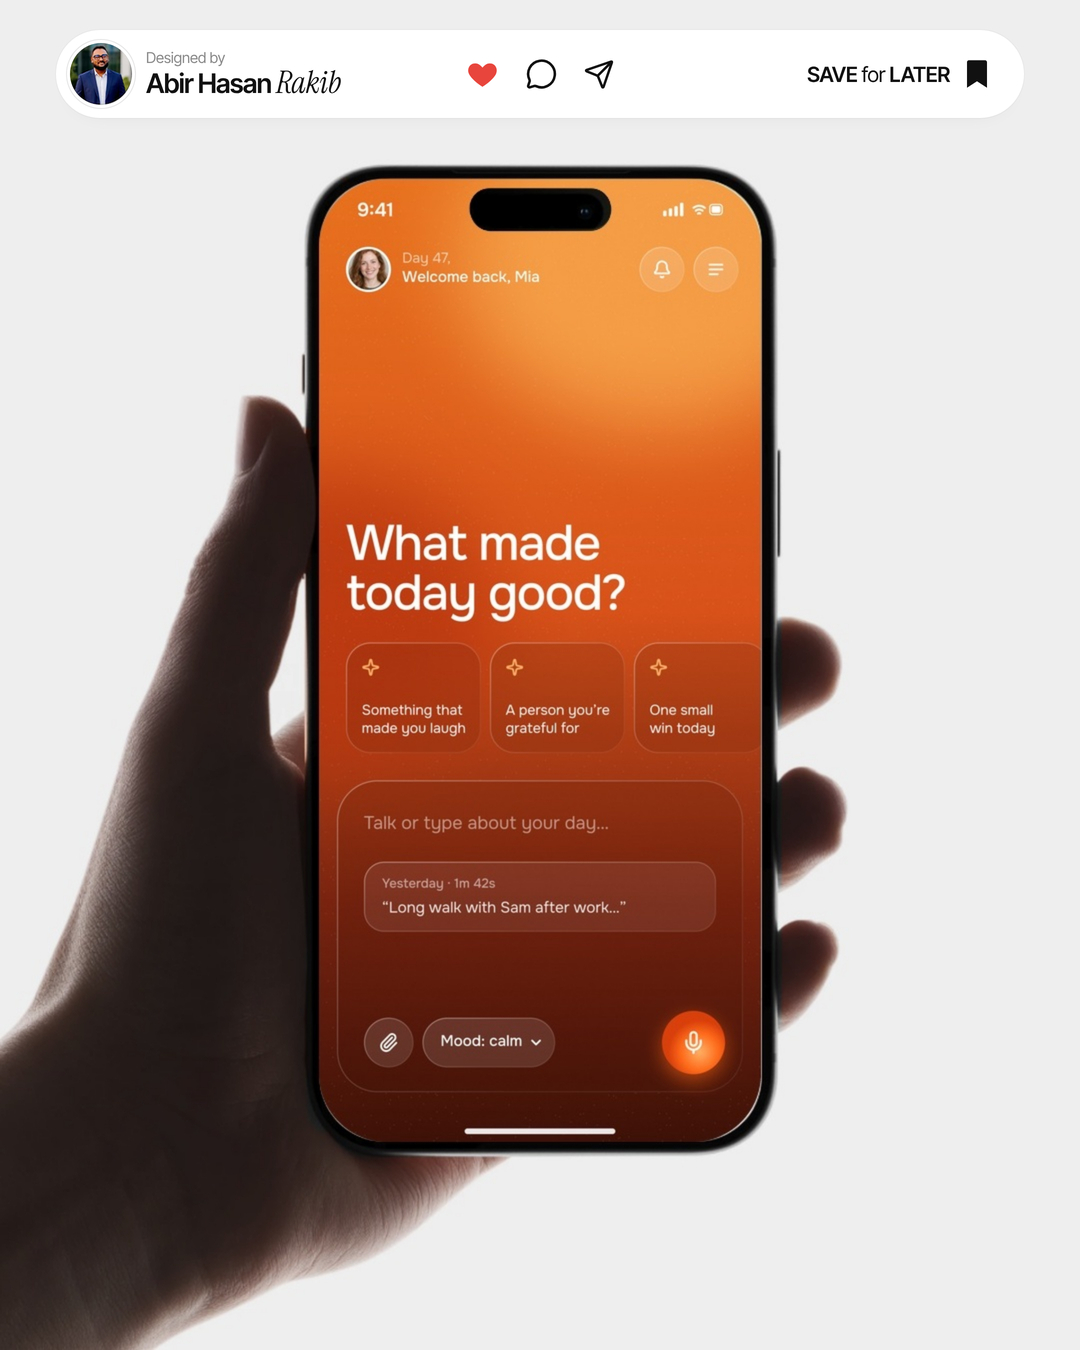 Designed by
Abir Hasan Rakib
SAVE for LATER
9:41
Day 47,
Welcome back, Mia
What made
today good?
Something that
made you laugh
A person you’re
grateful for
One small
win today
Talk or type about your day...
Yesterday · 1m 42s
“Long walk with Sam after work...”
Mood: calm